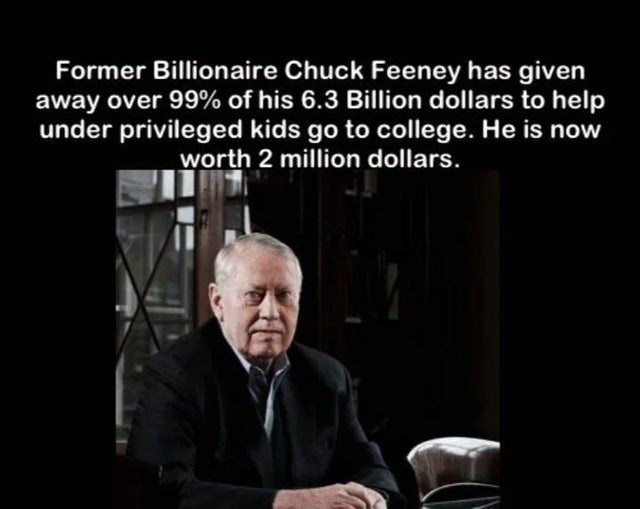 Former Billionaire Chuck Feeney has given
away over 99% of his 6.3 Billion dollars to help
under privileged kids go to college. He is now
worth 2 million dollars.